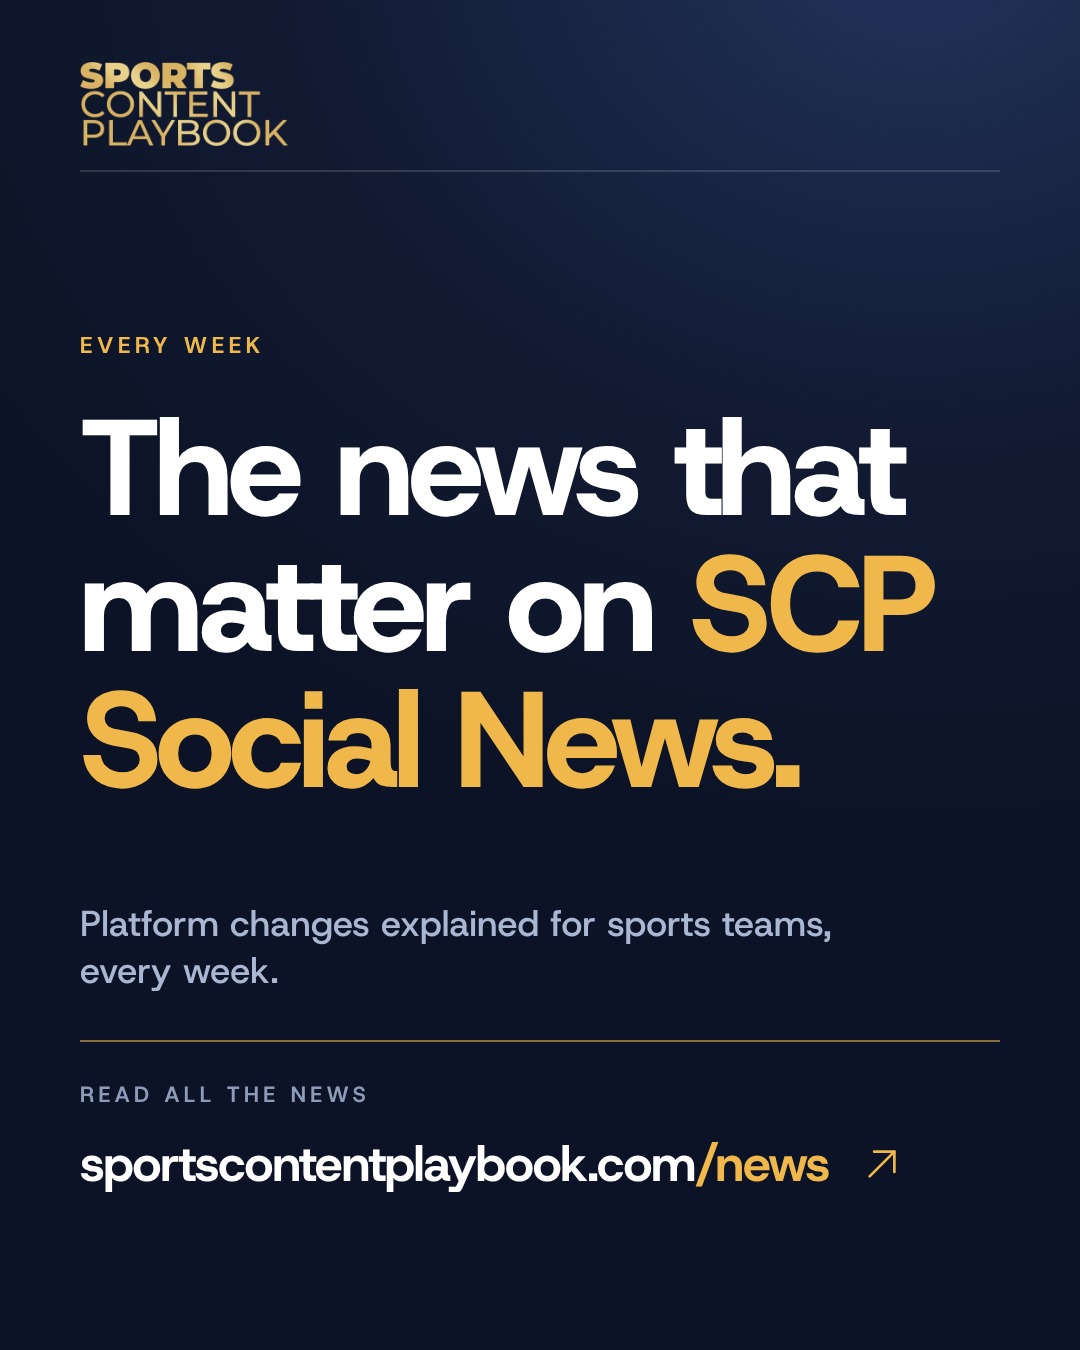 SPORTS
CONTENT
PLAYBOOK
EVERY WEEK
The news that
matter on SCP
Social News.
Platform changes explained for sports teams,
every week.
READ ALL THE NEWS
sportscontentplaybook.com/news